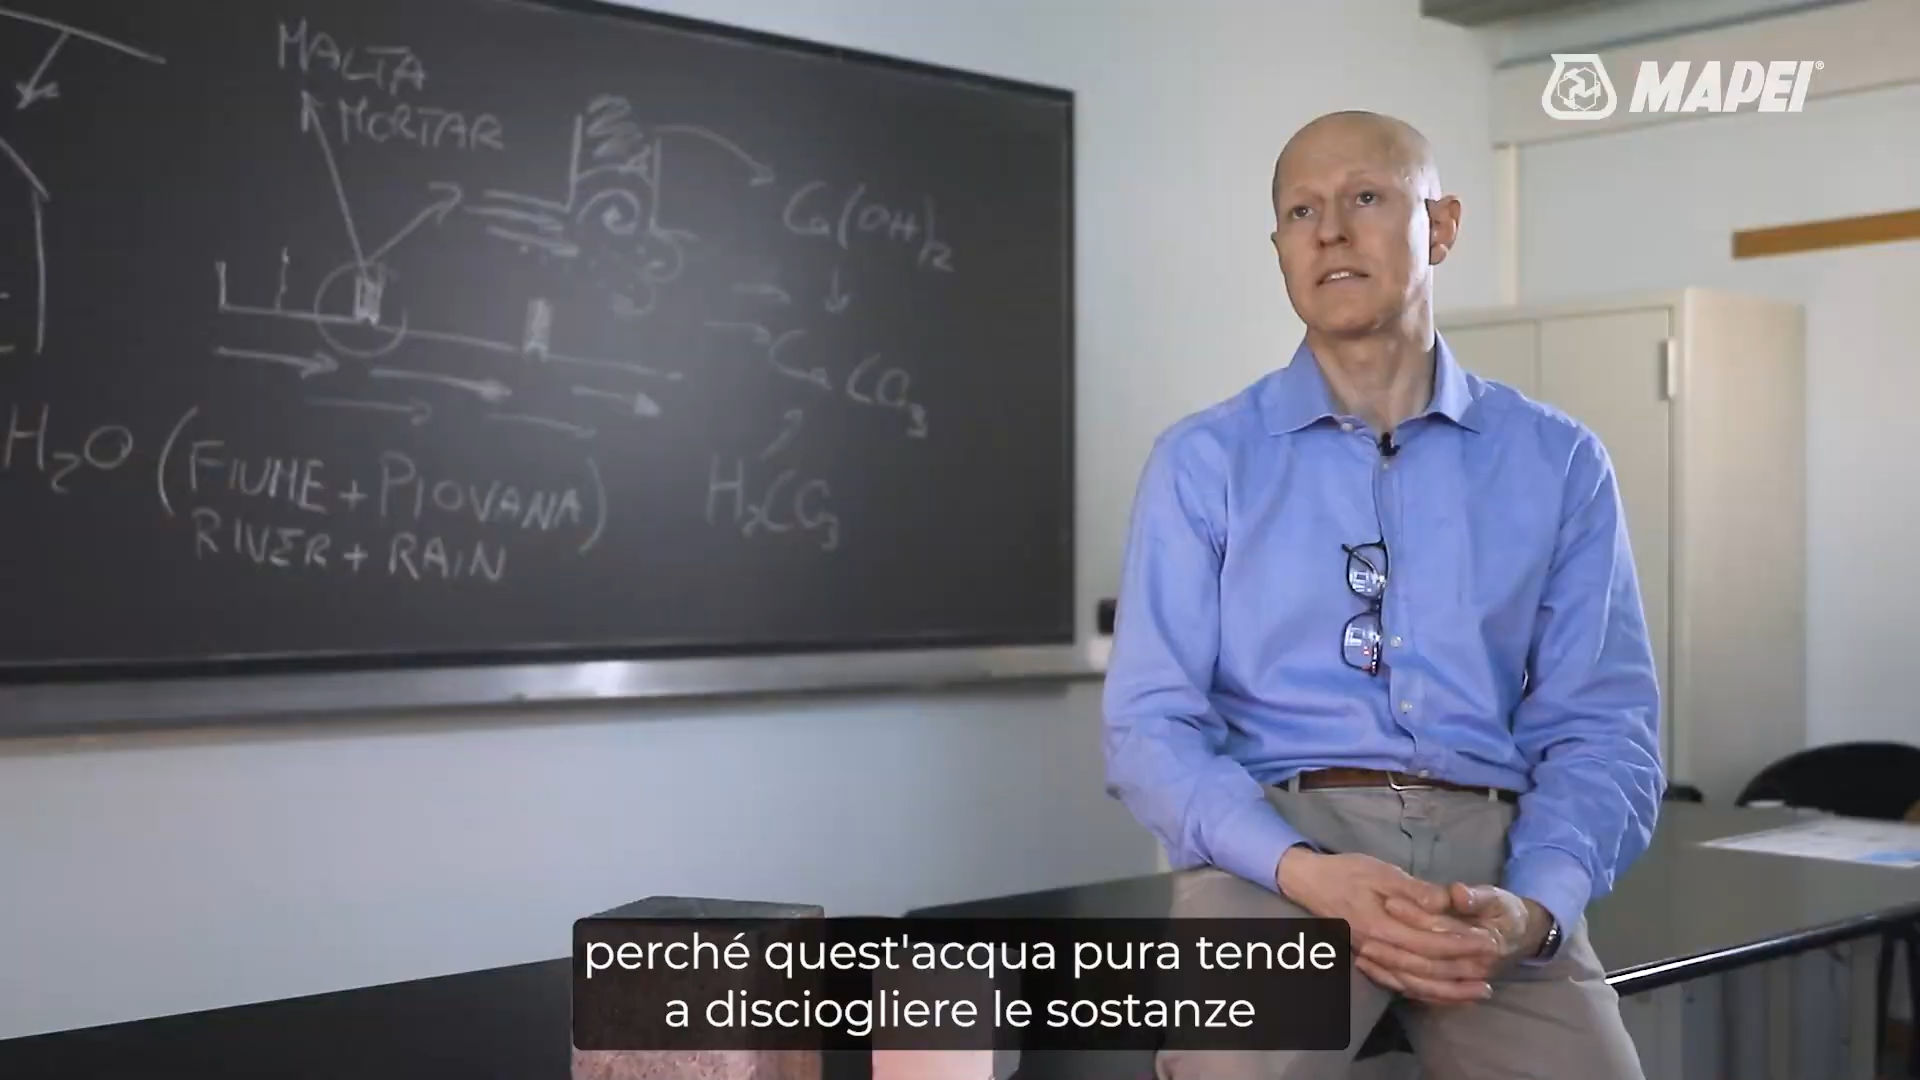 MAPEI®
MALTA
MORTAR
Ca(OH)2
CaCO3
H2O (FIUME + PIOVANA)
H2CO3
RIVER + RAIN
perché quest'acqua pura tende
a disciogliere le sostanze